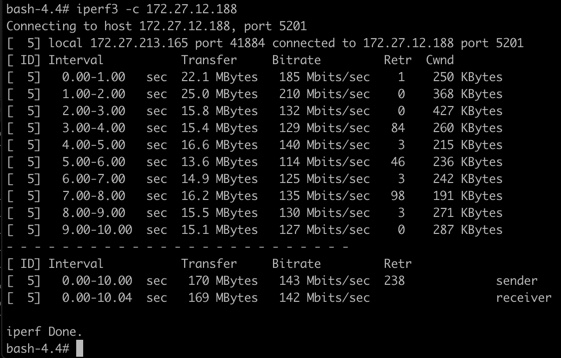 bash-4.4# iperf3 -c 172.27.12.188
Connecting to host 172.27.12.188, port 5201
[  5] local 172.27.213.165 port 41884 connected to 172.27.12.188 port 5201
[ ID] Interval           Transfer     Bitrate         Retr  Cwnd
[  5]   0.00-1.00   sec  22.1 MBytes   185 Mbits/sec    1    250 KBytes
[  5]   1.00-2.00   sec  25.0 MBytes   210 Mbits/sec    0    368 KBytes
[  5]   2.00-3.00   sec  15.8 MBytes   132 Mbits/sec    0    427 KBytes
[  5]   3.00-4.00   sec  15.4 MBytes   129 Mbits/sec   84    260 KBytes
[  5]   4.00-5.00   sec  16.6 MBytes   140 Mbits/sec    3    215 KBytes
[  5]   5.00-6.00   sec  13.6 MBytes   114 Mbits/sec   46    236 KBytes
[  5]   6.00-7.00   sec  14.9 MBytes   125 Mbits/sec    3    242 KBytes
[  5]   7.00-8.00   sec  16.2 MBytes   135 Mbits/sec   98    191 KBytes
[  5]   8.00-9.00   sec  15.5 MBytes   130 Mbits/sec    3    271 KBytes
[  5]   9.00-10.00  sec  15.1 MBytes   127 Mbits/sec    0    287 KBytes
- - - - - - - - - - - - - - - - - - - - - - - - -
[ ID] Interval           Transfer     Bitrate         Retr
[  5]   0.00-10.00  sec   170 MBytes   143 Mbits/sec  238             sender
[  5]   0.00-10.04  sec   169 MBytes   142 Mbits/sec                  receiver

iperf Done.
bash-4.4#